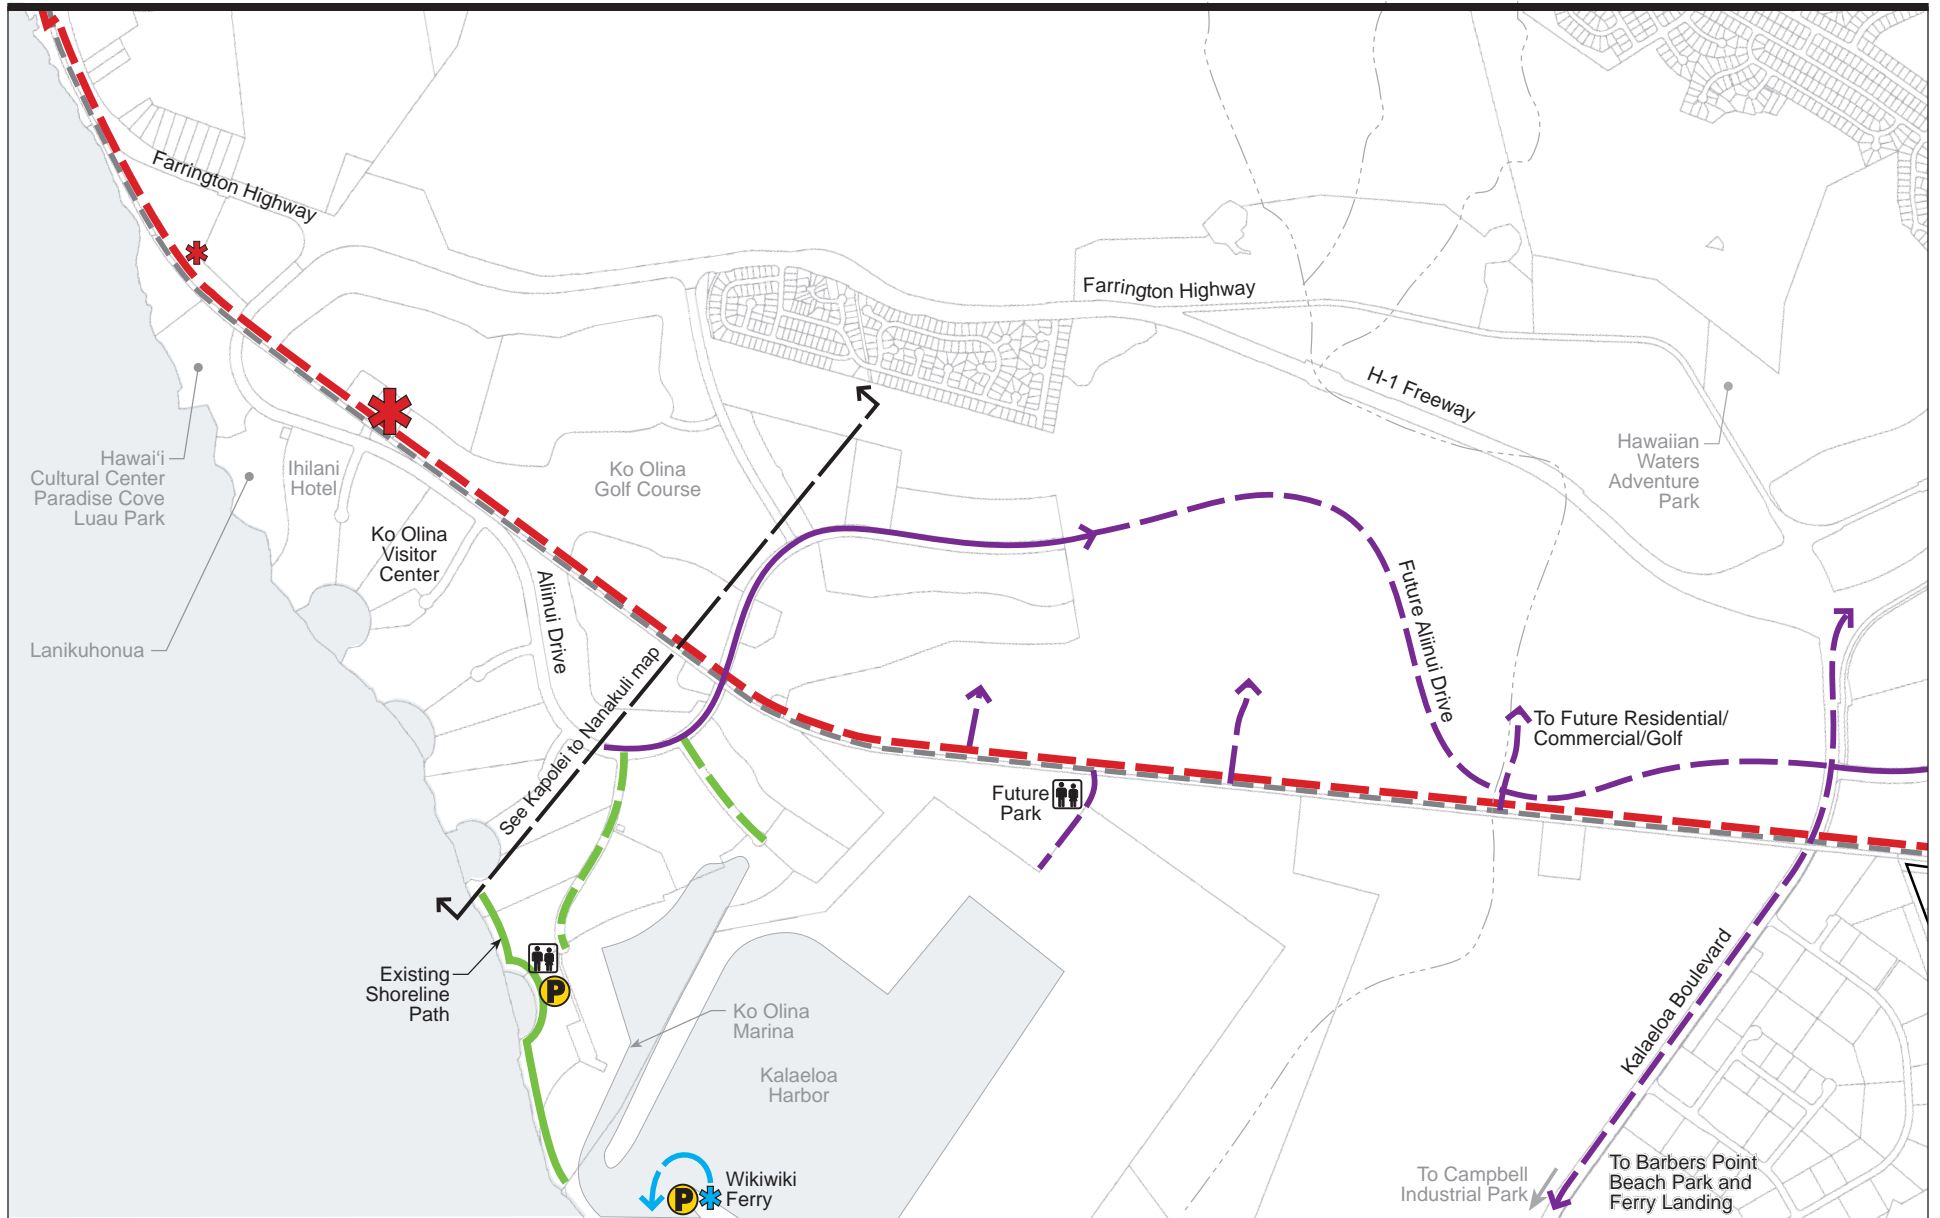 Farrington Highway
Farrington Highway
H-1 Freeway
Hawaiian
Waters
Adventure
Park
Hawai‘i
Cultural Center
Paradise Cove
Luau Park
Ihilani
Hotel
Ko Olina
Golf Course
Ko Olina
Visitor
Center
Aliinui Drive
Future Aliinui Drive
Lanikuhonua
See Kapolei to Nanakuli map
To Future Residential/
Commercial/Golf
Future
Park
Existing
Shoreline
Path
P
Ko Olina
Marina
Kalaeloa
Harbor
Kalaeloa Boulevard
P
Wikiwiki
Ferry
To Campbell
Industrial Park
To Barbers Point
Beach Park and
Ferry Landing